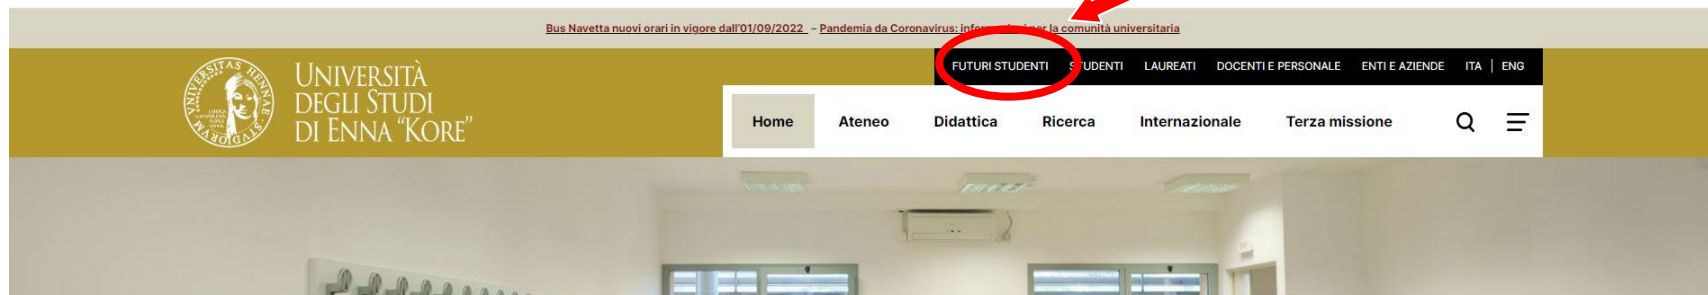 Bus Navetta nuovi orari in vigore dall'01/09/2022 – Pandemia da Coronavirus: per la comunità universitaria
FUTURI STUDENTI STUDENTI LAUREATI DOCENTI E PERSONALE ENTI E AZIENDE ITA | ENG
UNIVERSITÀ
DEGLI STUDI
DI ENNA "KORE"
Home Ateneo Didattica Ricerca Internazionale Terza missione